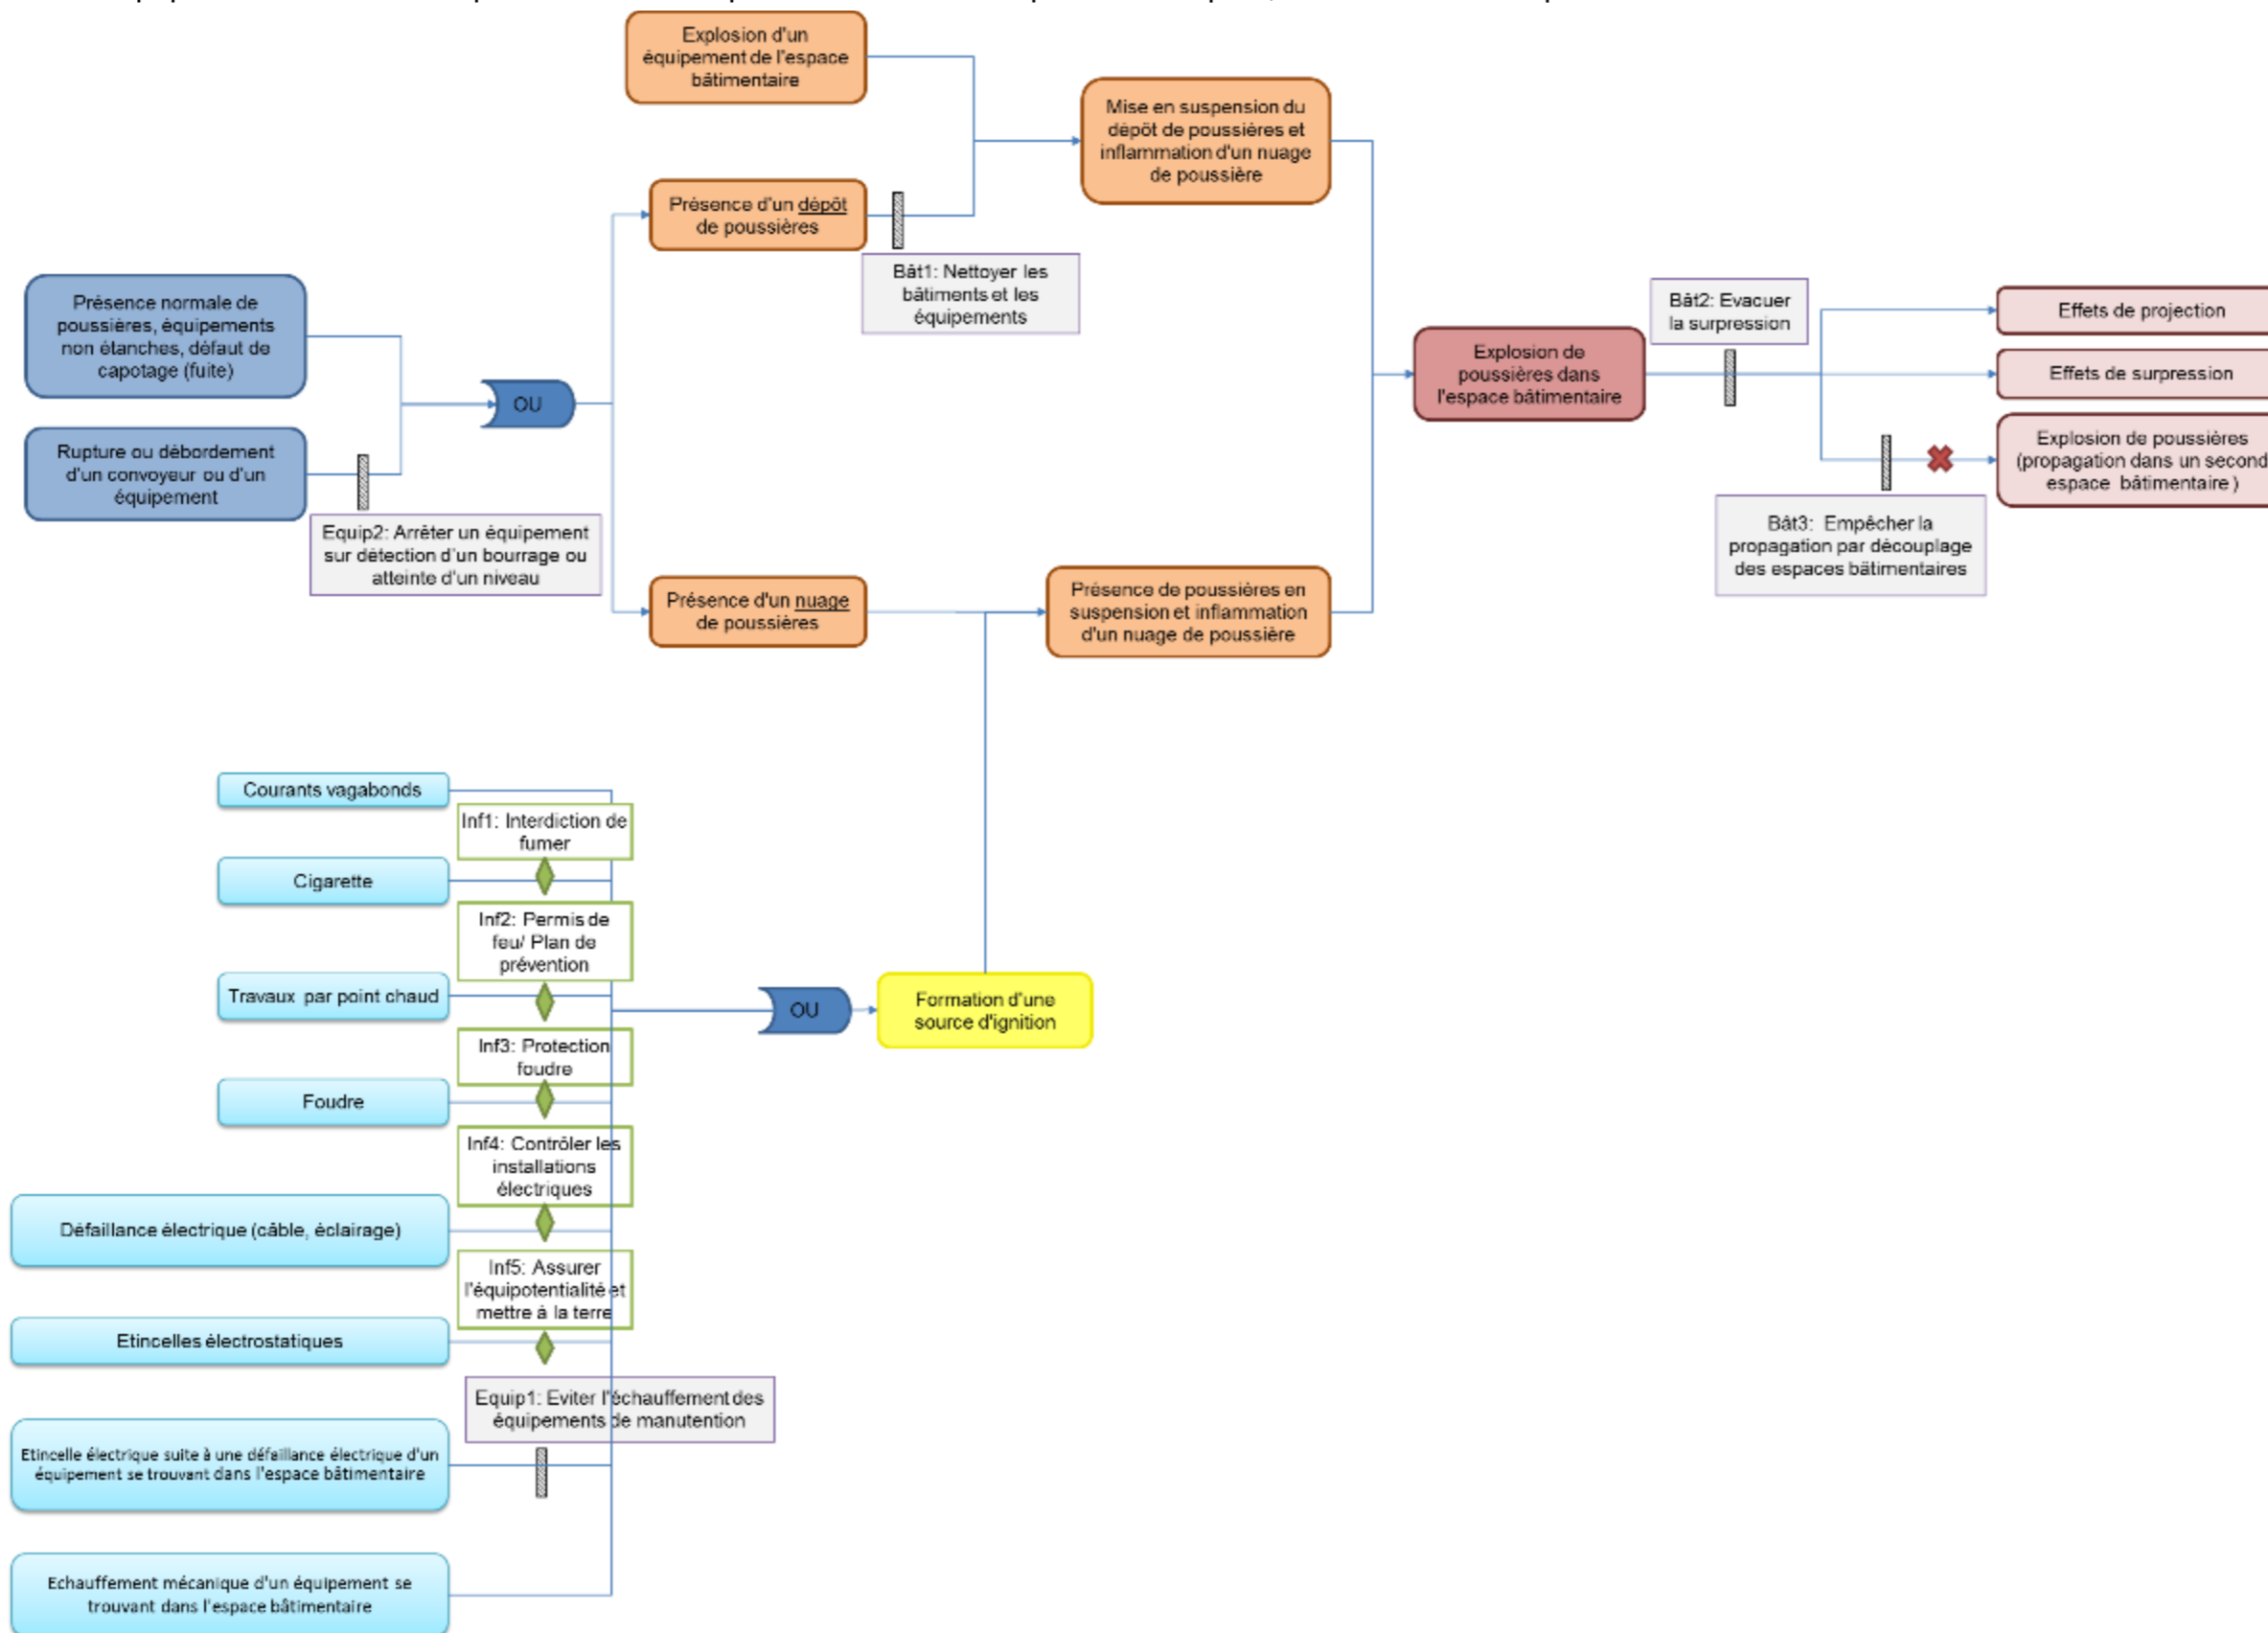 Explosion d'un
équipement de l'espace
bâtimentaire
Mise en suspension du
dépôt de poussières et
inflammation d'un nuage
de poussière
Présence d'un dépôt
de poussières
Bât1: Nettoyer les
bâtiments et les
équipements
Présence normale de
poussières, équipements
non étanches, défaut de
capotage (fuite)
OU
Rupture ou débordement
d'un convoyeur ou d'un
équipement
Equip2: Arrêter un équipement
sur détection d'un bourrage ou
atteinte d'un niveau
Bât2: Evacuer
la surpression
Explosion de
poussières dans
l'espace bâtimentaire
Effets de projection
Effets de surpression
Explosion de poussières
(propagation dans un second
espace bâtimentaire )
Bât3: Empêcher la
propagation par découplage
des espaces bâtimentaires
Présence d'un nuage
de poussières
Présence de poussières en
suspension et inflammation
d'un nuage de poussière
Courants vagabonds
Inf1: Interdiction de
fumer
Cigarette
Inf2: Permis de
feu/ Plan de
prévention
Travaux par point chaud
OU
Formation d'une
source d'ignition
Inf3: Protection
foudre
Foudre
Inf4: Contrôler les
installations
électriques
Défaillance électrique (câble, éclairage)
Inf5: Assurer
l'équipotentialité et
mettre à la terre
Etincelles électrostatiques
Equip1: Eviter l'échauffement des
équipements de manutention
Etincelle électrique suite à une défaillance électrique d'un
équipement se trouvant dans l'espace bâtimentaire
Echauffement mécanique d'un équipement se
trouvant dans l'espace bâtimentaire